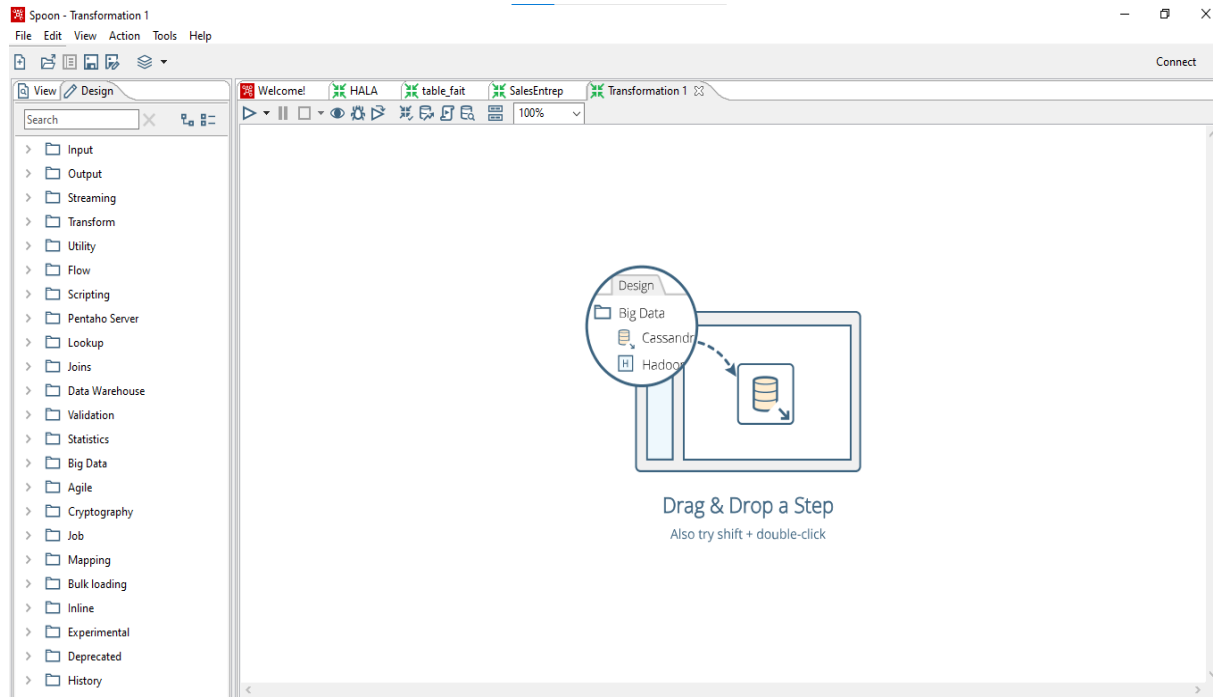 Spoon - Transformation 1
File Edit View Action Tools Help
Connect
View Design
Welcome! HALA table_fait SalesEntrep Transformation 1
Search
100%
Input
Output
Streaming
Transform
Utility
Flow
Scripting
Pentaho Server
Lookup
Joins
Data Warehouse
Validation
Statistics
Big Data
Agile
Cryptography
Job
Mapping
Bulk loading
Inline
Experimental
Deprecated
History
Design
Big Data
Cassandr
H Hadoop
Drag & Drop a Step
Also try shift + double-click